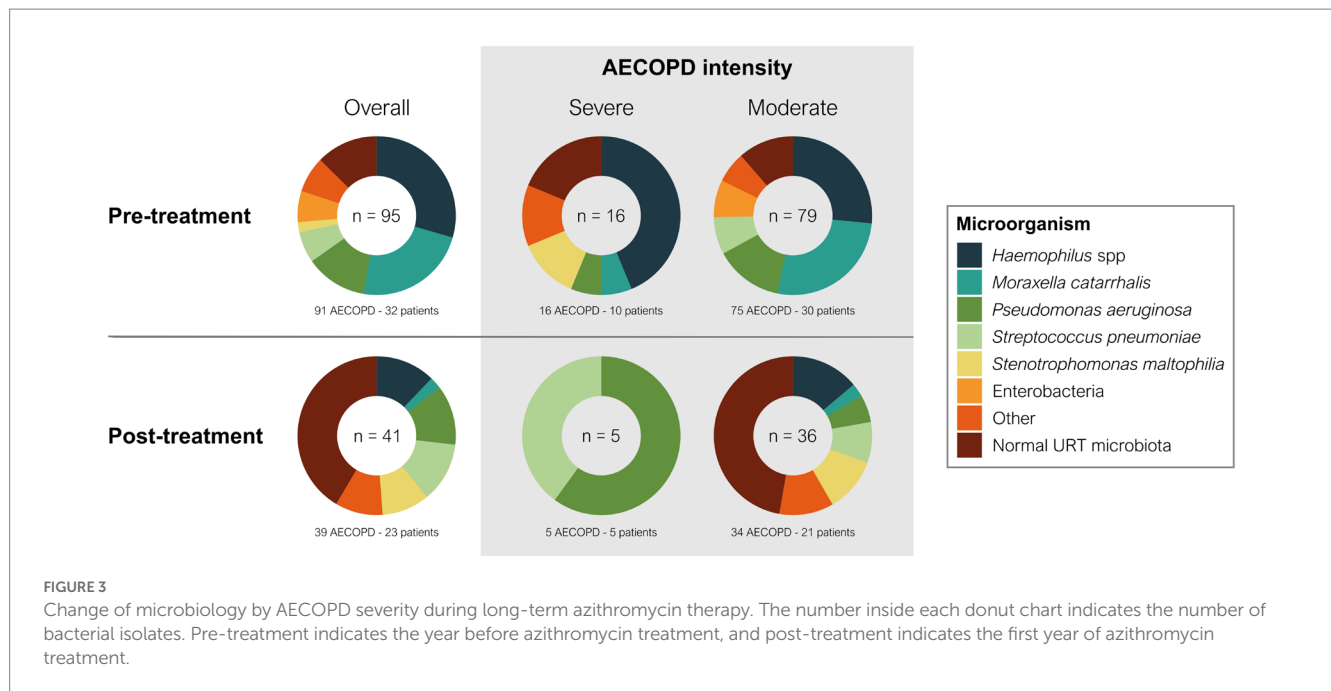 AECOPD intensity
Overall
Severe
Moderate
Pre-treatment
n = 95
n = 16
n = 79
91 AECOPD - 32 patients
16 AECOPD - 10 patients
75 AECOPD - 30 patients
Post-treatment
n = 41
n = 5
n = 36
39 AECOPD - 23 patients
5 AECOPD - 5 patients
34 AECOPD - 21 patients
Microorganism
Haemophilus spp
Moraxella catarrhalis
Pseudomonas aeruginosa
Streptococcus pneumoniae
Stenotrophomonas maltophilia
Enterobacteria
Other
Normal URT microbiota
FIGURE 3
Change of microbiology by AECOPD severity during long-term azithromycin therapy. The number inside each donut chart indicates the number of
bacterial isolates. Pre-treatment indicates the year before azithromycin treatment, and post-treatment indicates the first year of azithromycin
treatment.